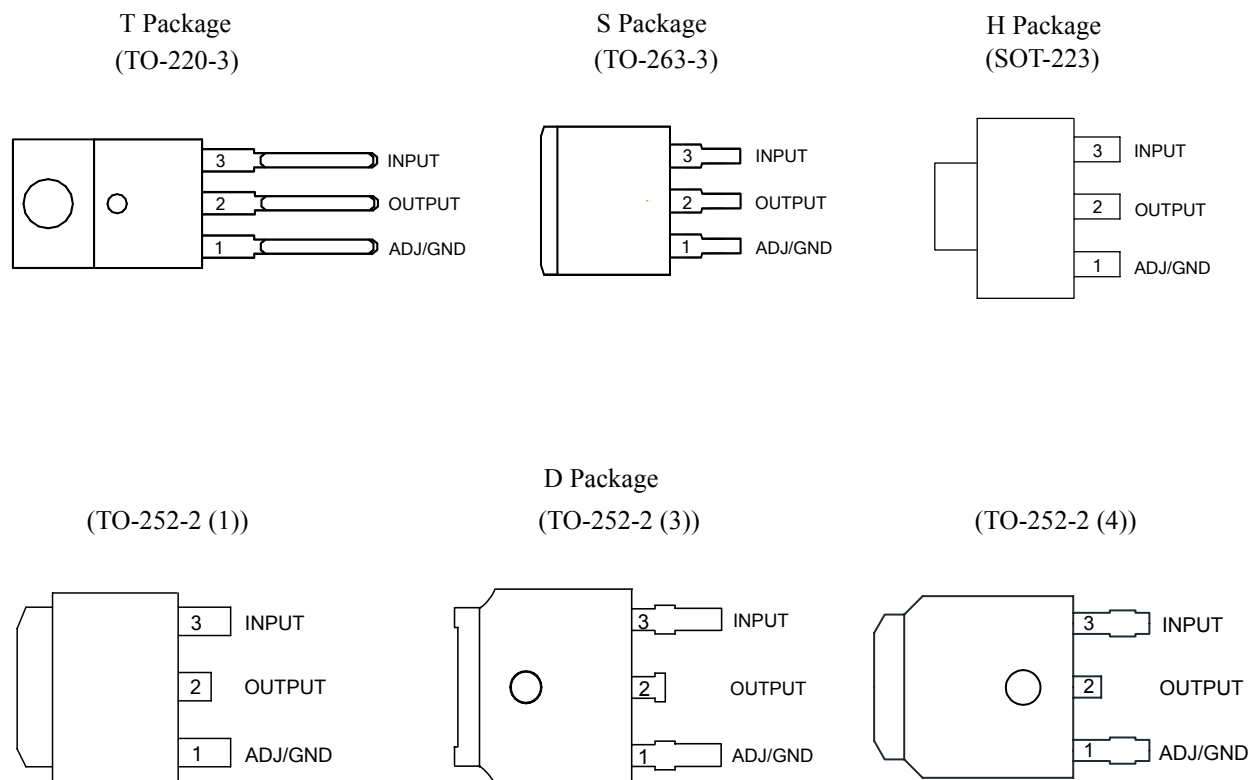 T Package
(TO-220-3)
S Package
(TO-263-3)
H Package
(SOT-223)
3 INPUT
2 OUTPUT
1 ADJ/GND
3 INPUT
2 OUTPUT
1 ADJ/GND
3 INPUT
2 OUTPUT
1 ADJ/GND
D Package
(TO-252-2 (1))
(TO-252-2 (3))
(TO-252-2 (4))
3 INPUT
2 OUTPUT
1 ADJ/GND
3 INPUT
2 OUTPUT
1 ADJ/GND
3 INPUT
2 OUTPUT
1 ADJ/GND